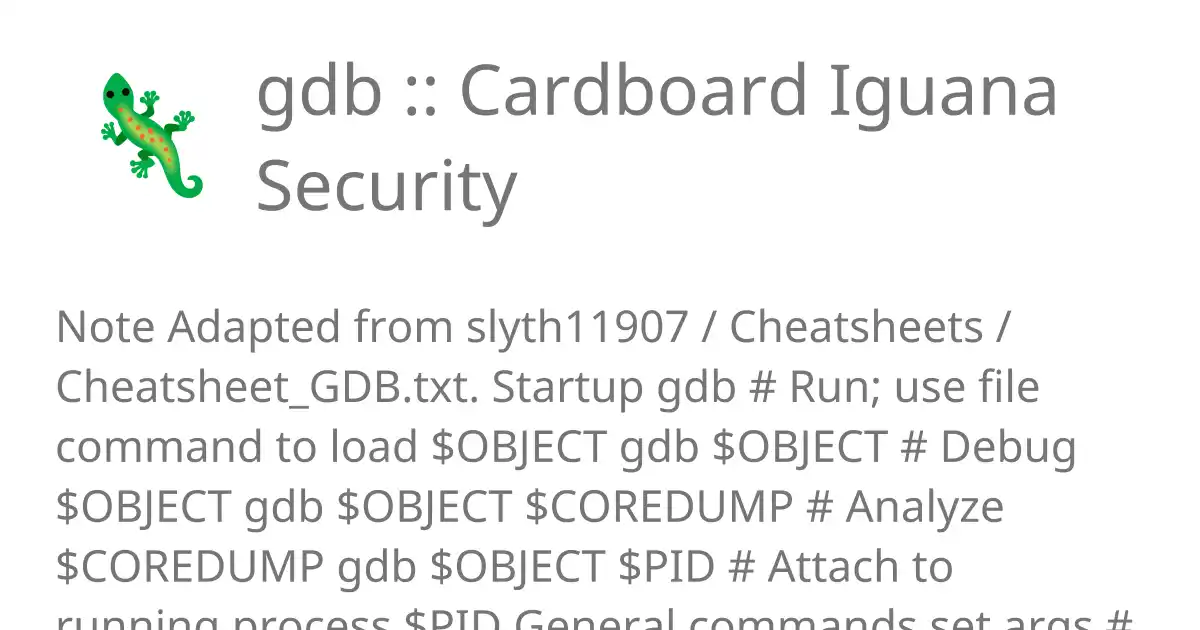 gdb :: Cardboard Iguana
Security
Note Adapted from slyth11907 / Cheatsheets /
Cheatsheet_GDB.txt. Startup gdb # Run; use file
command to load $OBJECT gdb $OBJECT # Debug
$OBJECT gdb $OBJECT $COREDUMP # Analyze
$COREDUMP gdb $OBJECT $PID # Attach to
running process $PID General commands set args #